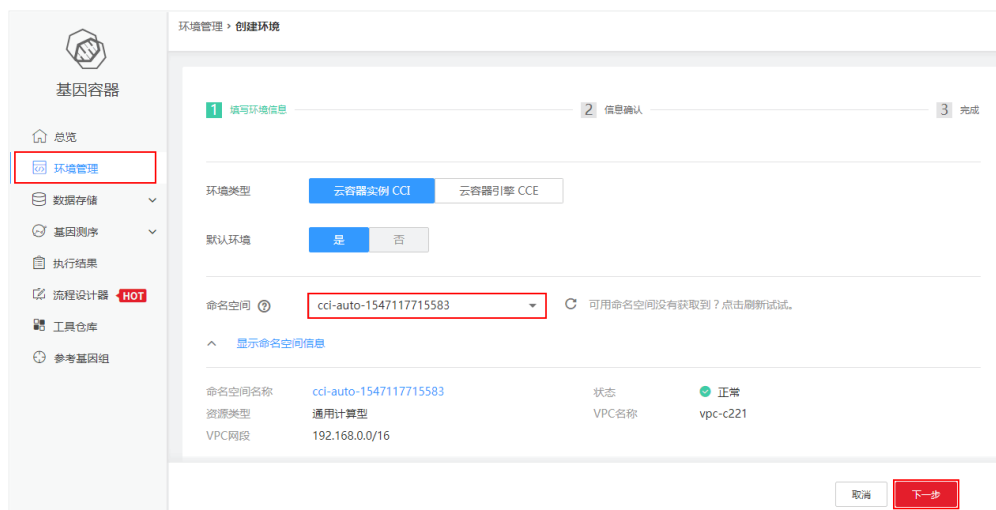 基因容器
总览
环境管理
数据存储
基因测序
执行结果
流程设计器 HOT
工具仓库
参考基因组
环境管理 › 创建环境
1 填写环境信息 2 信息确认 3 完成
环境类型 云容器实例 CCI 云容器引擎 CCE
默认环境 是 否
命名空间 ? cci-auto-1547117715583 可用命名空间没有获取到？点击刷新试试。
显示命名空间信息
命名空间名称 cci-auto-1547117715583 状态 正常
资源类型 通用计算型 VPC名称 vpc-c221
VPC网段 192.168.0.0/16
取消 下一步